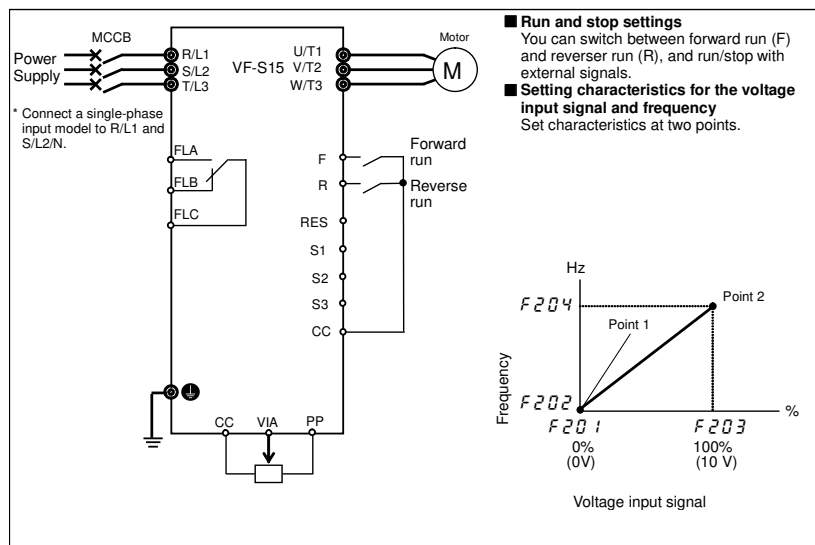 MCCB
Power
Supply
R/L1
S/L2
T/L3
VF-S15
U/T1
V/T2
W/T3
Motor
M
* Connect a single-phase
input model to R/L1 and
S/L2/N.
FLA
FLB
FLC
F
R
RES
S1
S2
S3
CC
Forward
run
Reverse
run
CC
VIA
PP
■ Run and stop settings
You can switch between forward run (F)
and reverser run (R), and run/stop with
external signals.
■ Setting characteristics for the voltage
input signal and frequency
Set characteristics at two points.
Hz
F204
Point 2
Point 1
Frequency
F202
%
F201
F203
0%
(0V)
100%
(10 V)
Voltage input signal